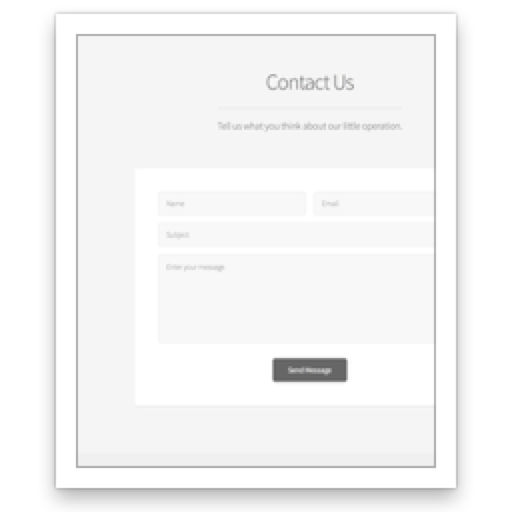 Contact Us
Tell us what you think about our little operation.
Name Email
Subject
Enter your message
Send Message